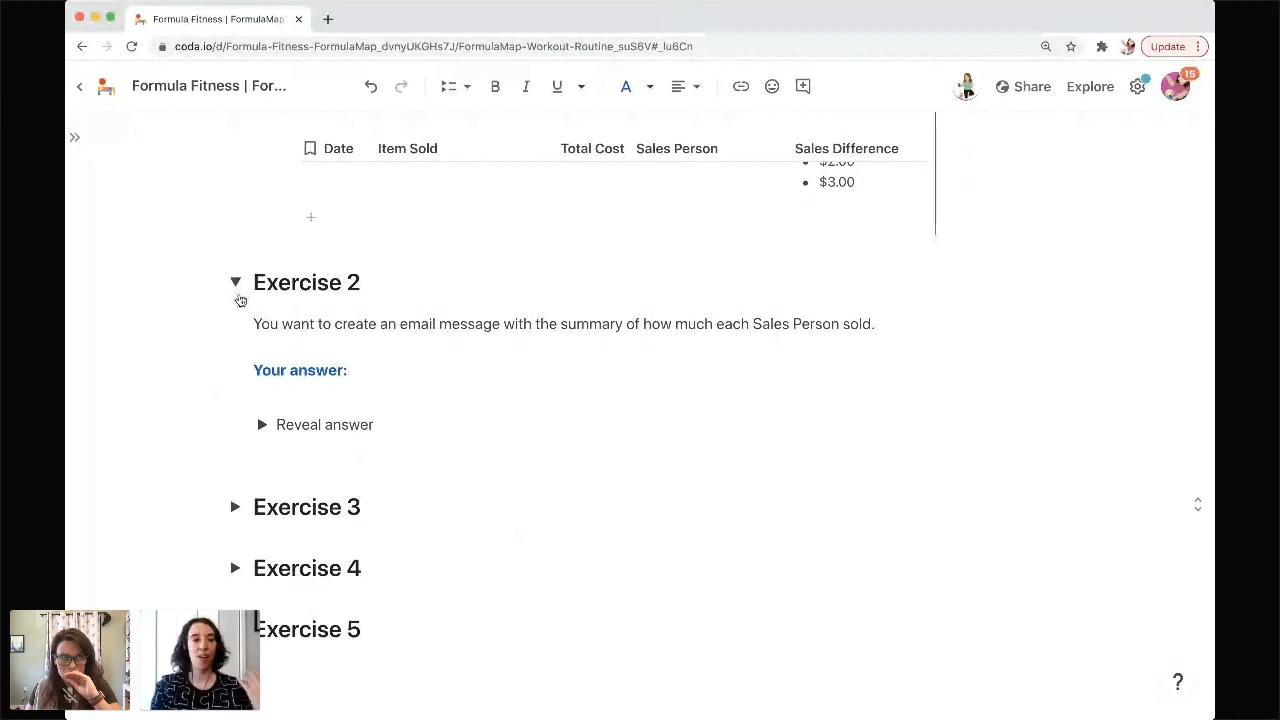 Formula Fitness | FormulaMap
coda.io/d/Formula-Fitness-FormulaMap_dvnyUKGHs7J/FormulaMap-Workout-Routine_suS6V#_lu6Cn
Update
Formula Fitness | For...
B I U A
Share
Explore
15
Date Item Sold Total Cost Sales Person Sales Difference
• $2.00
• $3.00
Exercise 2
You want to create an email message with the summary of how much each Sales Person sold.
Your answer:
Reveal answer
Exercise 3
Exercise 4
Exercise 5
?